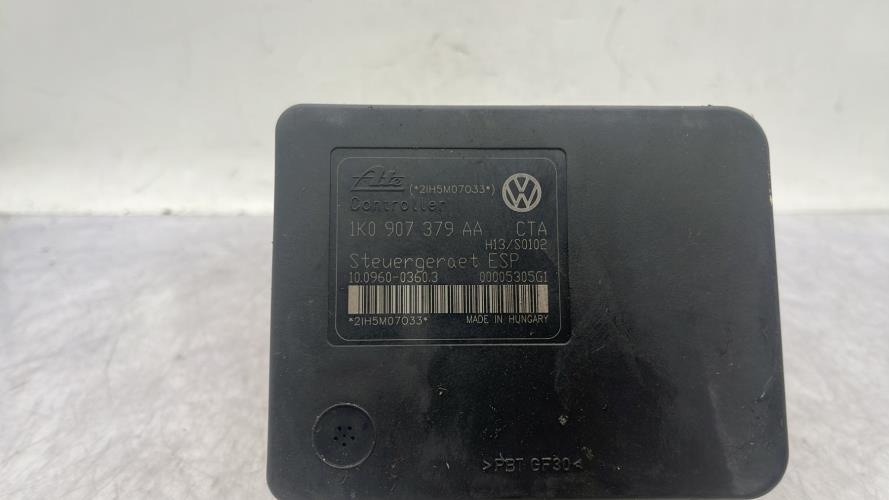 Ate (*2IH5M07033*)
Controller
1K0 907 379 AA CTA
H13/S0102
Steuergeraet ESP
10.0960-0360.3 00005305G1
*2IH5M07033* MADE IN HUNGARY
>PBT GF30<